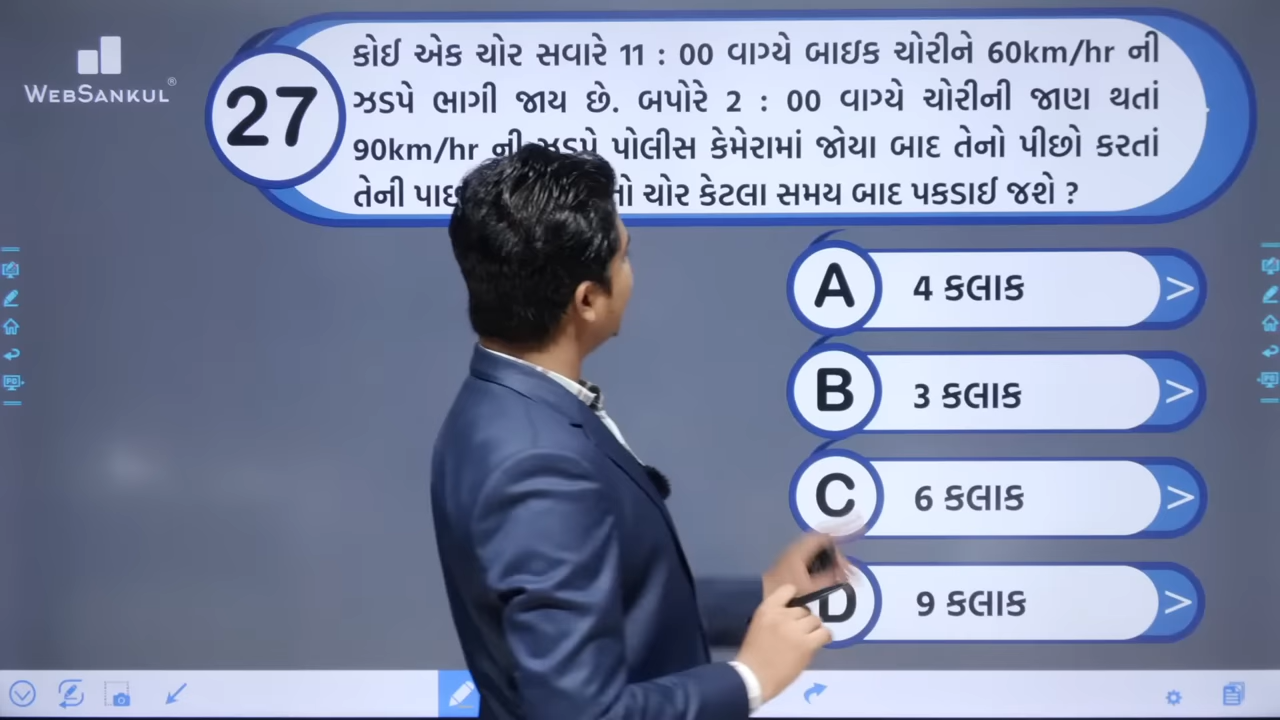 WEBSANKUL®
27
કોઈ એક ચોર સવારે 11 : 00 વાગ્યે બાઇક ચોરીને 60km/hr ની
ઝડપે ભાગી જાય છે. બપોરે 2 : 00 વાગ્યે ચોરીની જાણ થતાં
90km/hr ની ઝડપે પોલીસ કેમેરામાં જોયા બાદ તેનો પીછો કરતાં
તેની ચોર કેટલા સમય બાદ પકડાઈ જશે ?
A 4 કલાક >
B 3 કલાક >
C 6 કલાક >
D 9 કલાક >